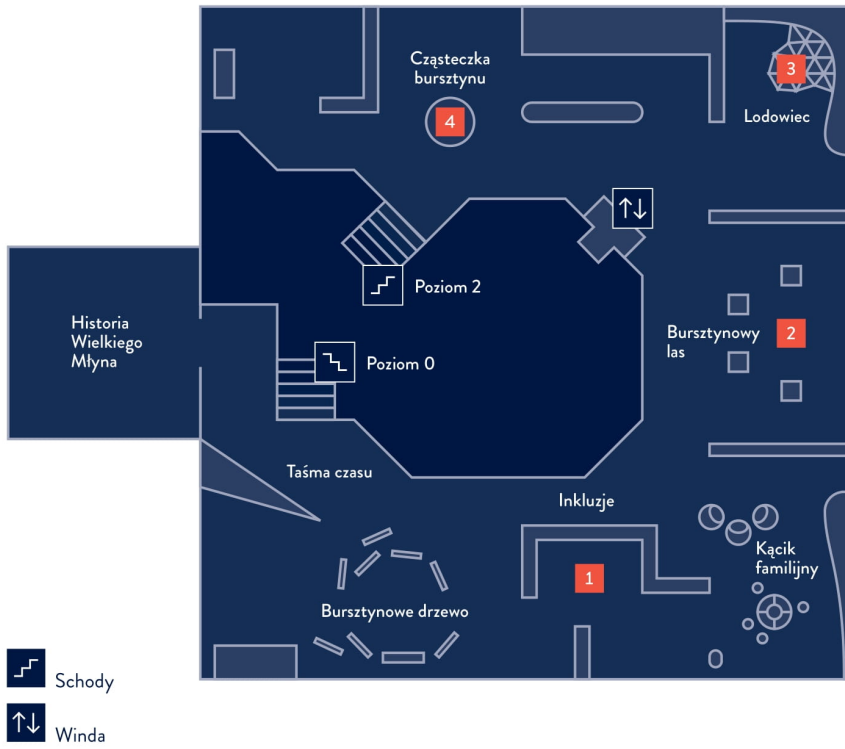 Cząsteczka
bursztynu
4
3
Lodowiec
Poziom 2
Historia
Wielkiego
Młyna
Poziom 0
Bursztynowy
las
2
Taśma czasu
Inkluzje
1
Kącik
familijny
Bursztynowe drzewo
Schody
Winda